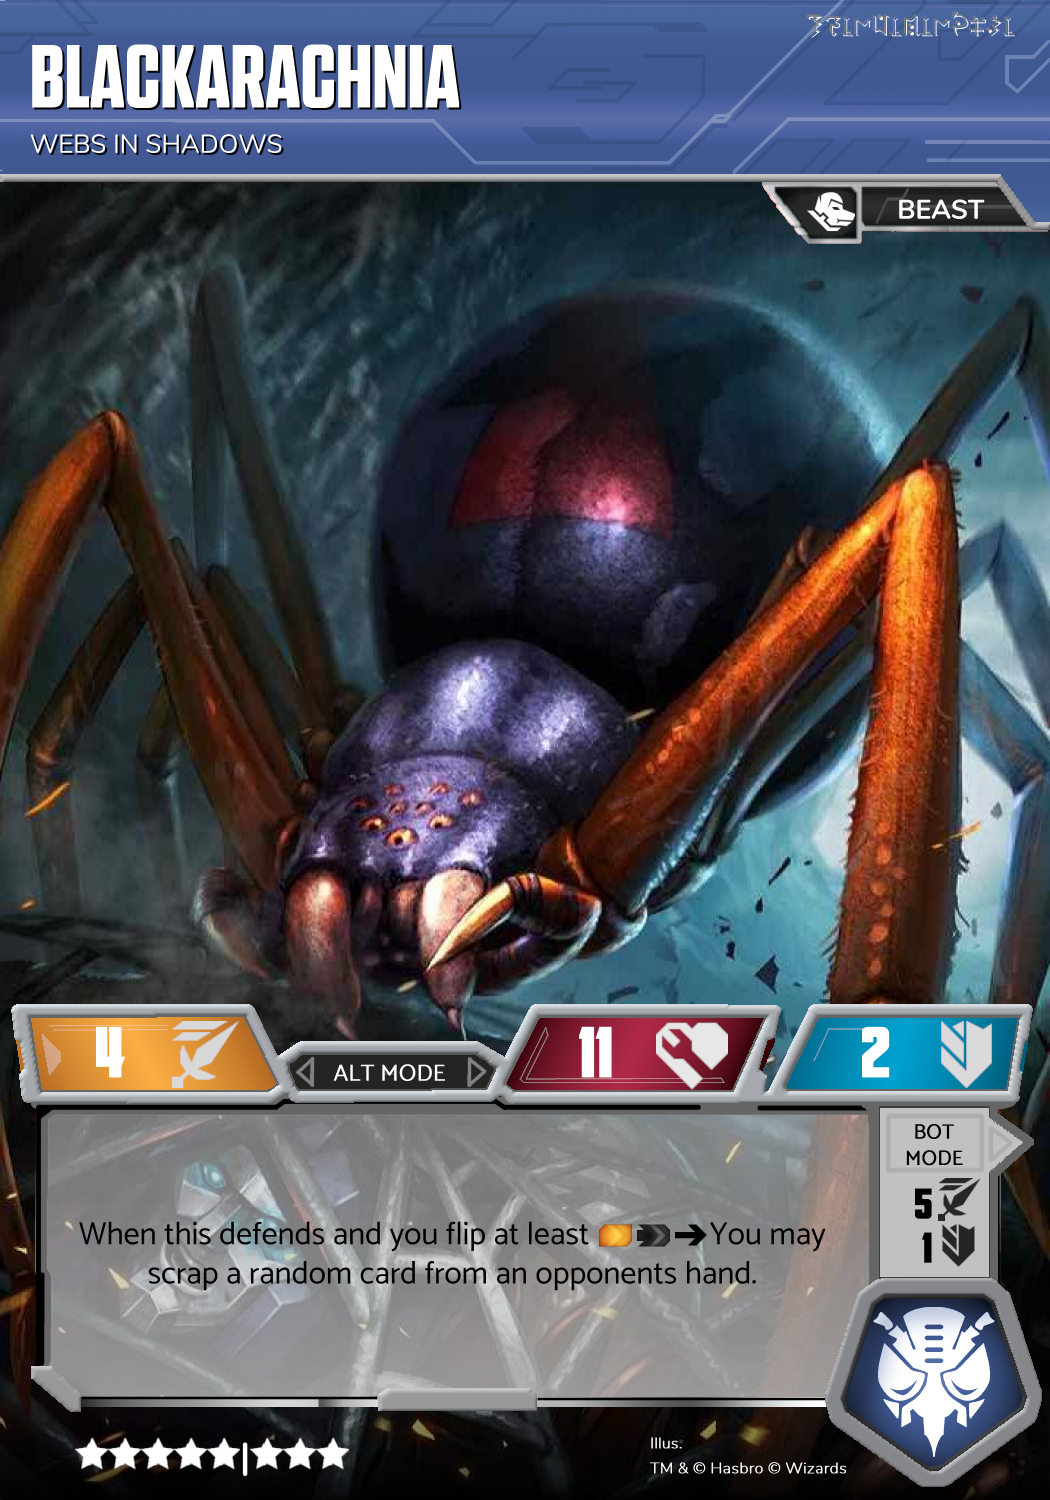 BLACKARACHNIA
WEBS IN SHADOWS
BEAST
4
ALT MODE
11
2
BOT
MODE
5
1
When this defends and you flip at least You may
scrap a random card from an opponents hand.
Illus.
TM & © Hasbro © Wizards